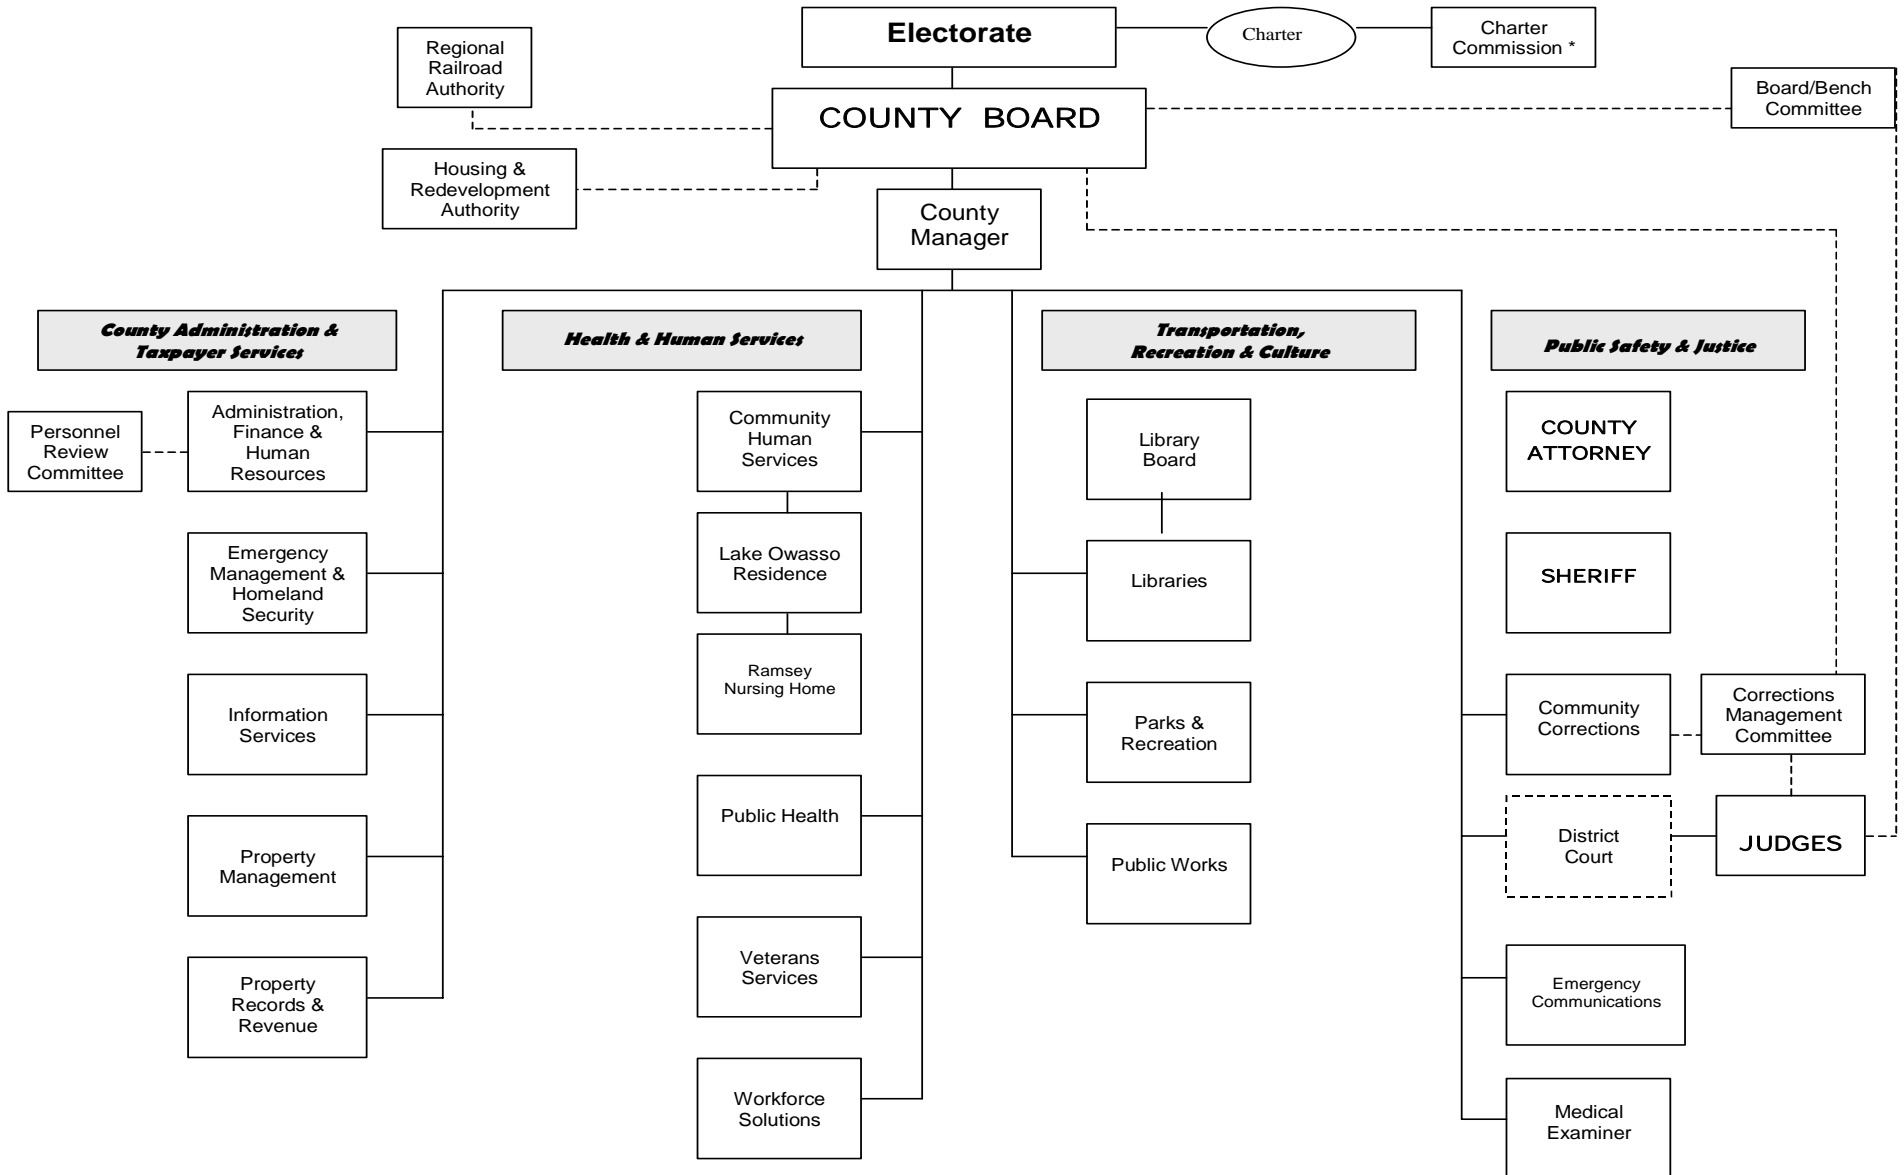 Electorate
Charter
Charter
Commission *
Regional
Railroad
Authority
Board/Bench
Committee
COUNTY BOARD
Housing &
Redevelopment
Authority
County
Manager
County Administration &
Taxpayer Services
Health & Human Services
Transportation,
Recreation & Culture
Public Safety & Justice
Personnel
Review
Committee
Administration,
Finance &
Human
Resources
Emergency
Management &
Homeland
Security
Information
Services
Property
Management
Property
Records &
Revenue
Community
Human
Services
Lake Owasso
Residence
Ramsey
Nursing Home
Public Health
Veterans
Services
Workforce
Solutions
Library
Board
Libraries
Parks &
Recreation
Public Works
COUNTY
ATTORNEY
SHERIFF
Community
Corrections
Corrections
Management
Committee
District
Court
JUDGES
Emergency
Communications
Medical
Examiner